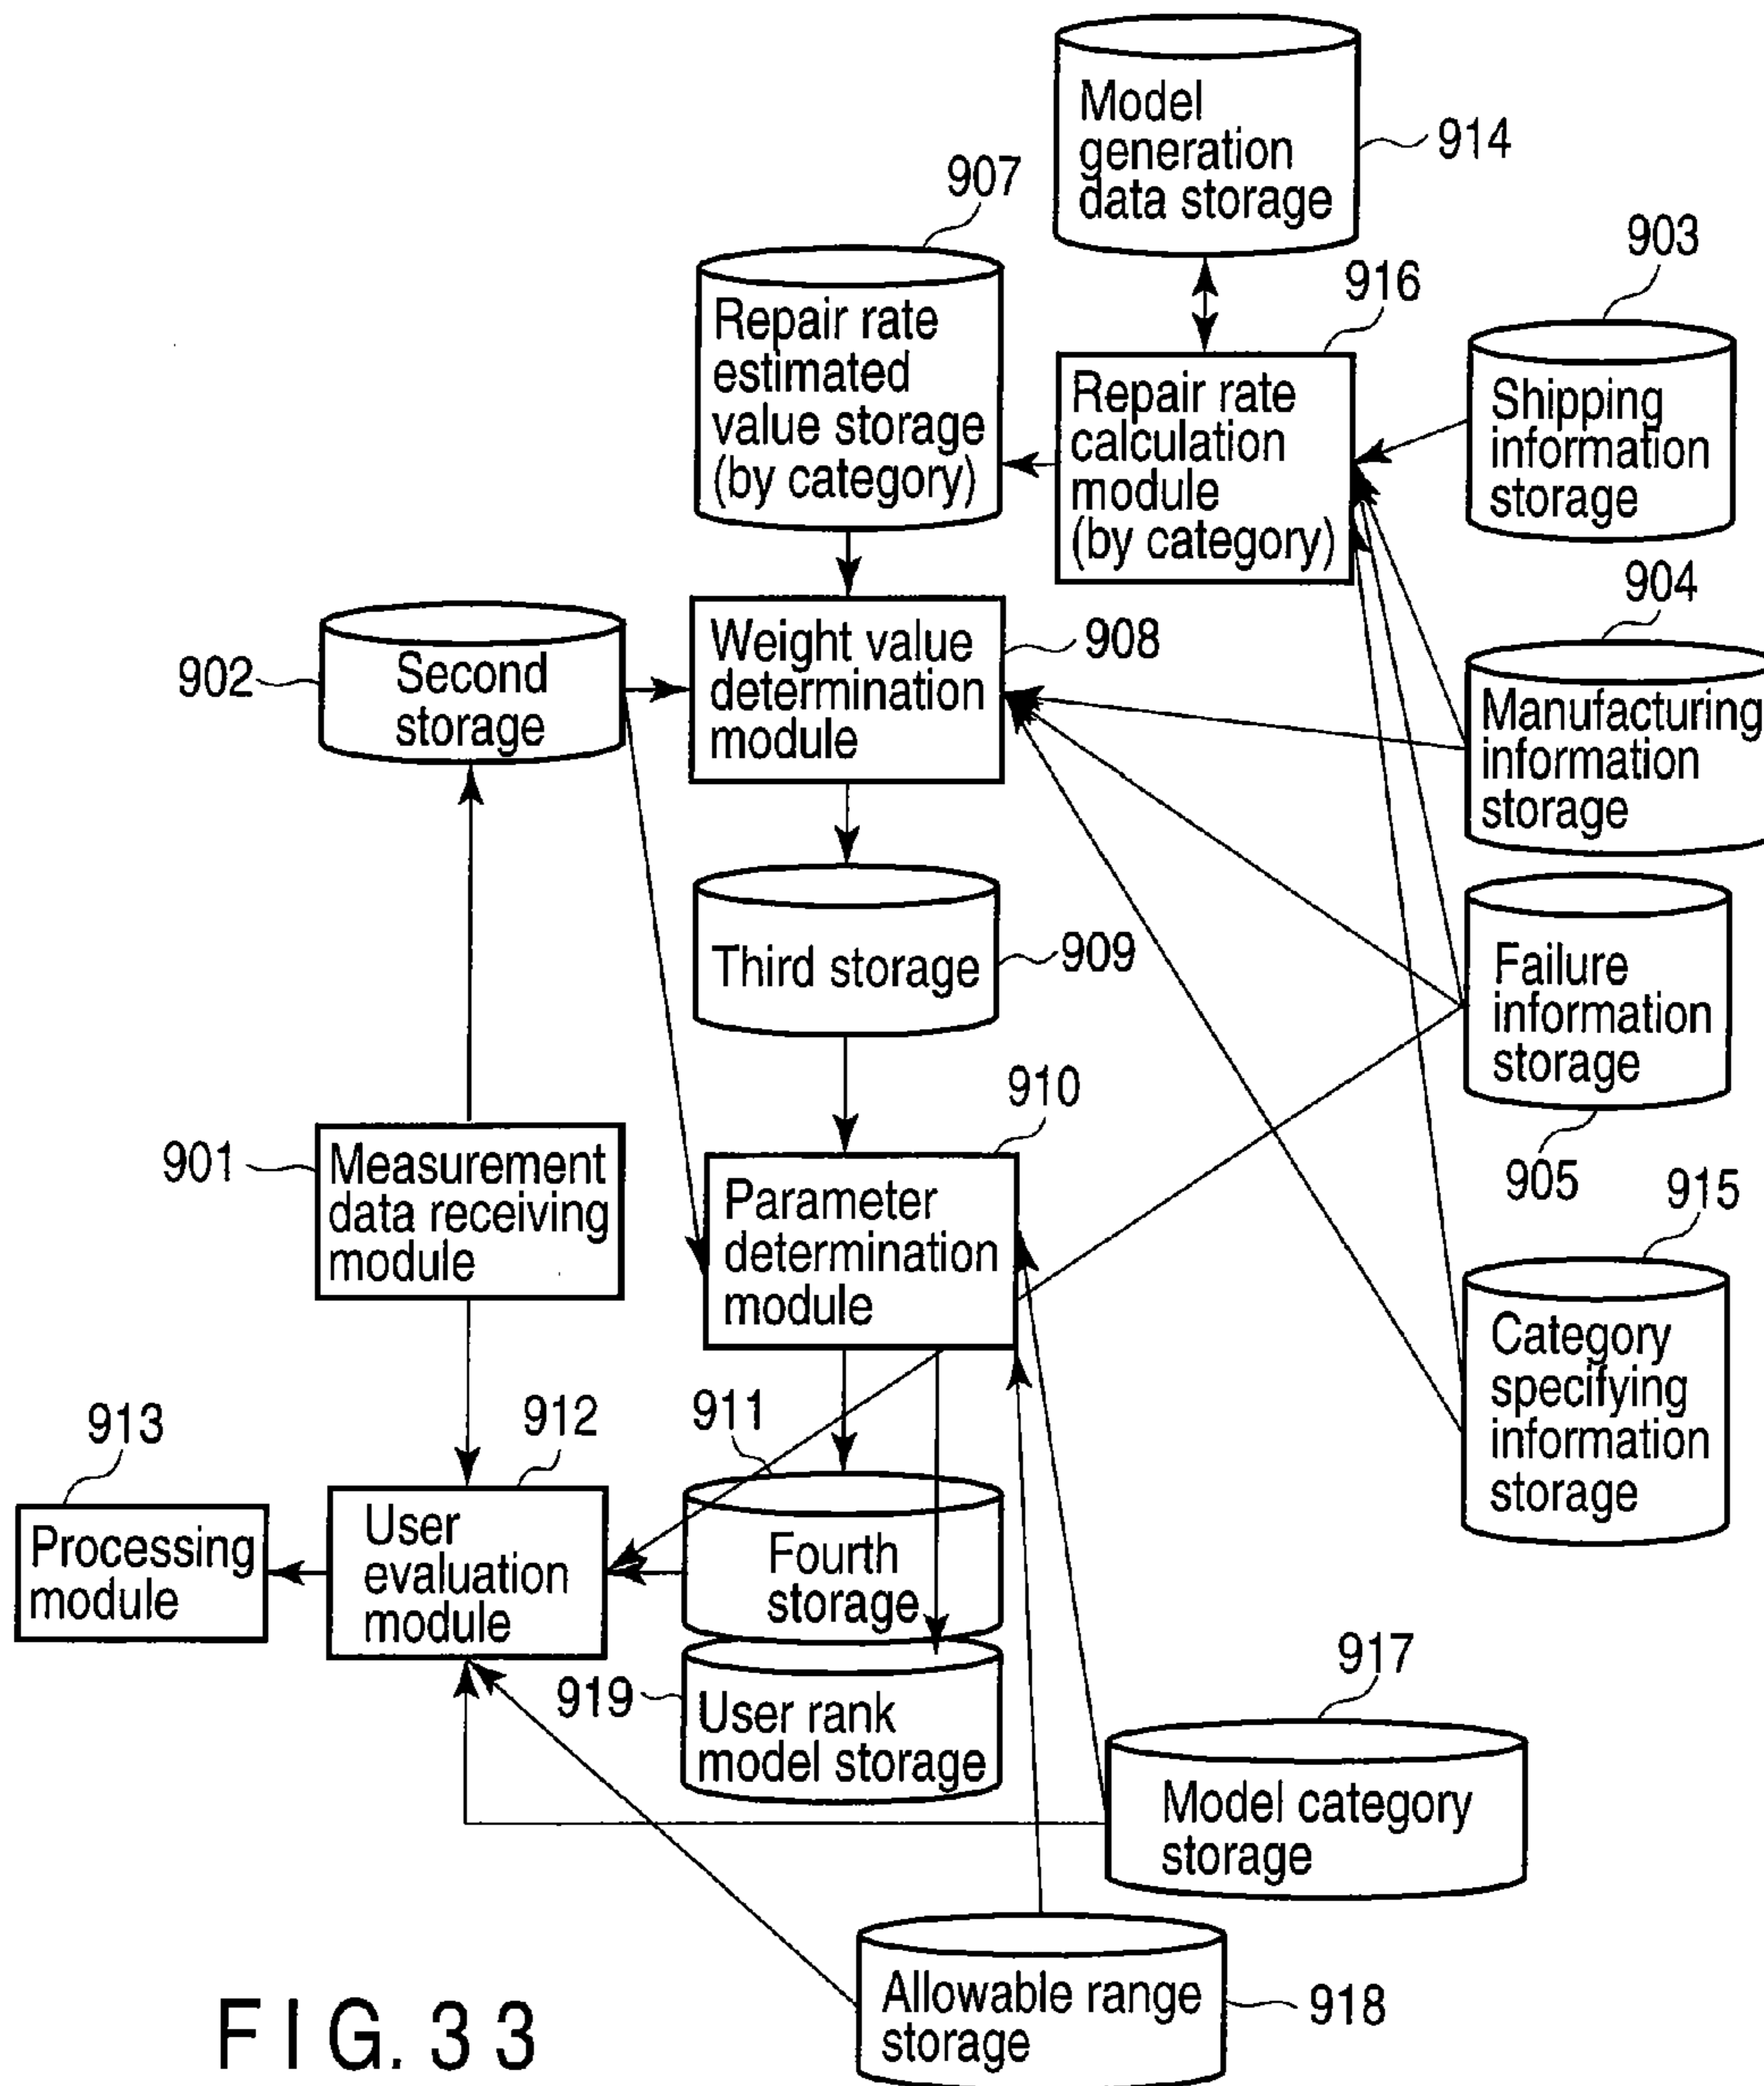 Model
generation
data storage
914
907
Repair rate
estimated
value storage
(by category)
916
Repair rate
calculation
module
(by category)
903
Shipping
information
storage
902
Second
storage
Weight value
determination
module
908
904
Manufacturing
information
storage
Third storage
909
Failure
information
storage
905
901
Measurement
data receiving
module
910
Parameter
determination
module
915
Category
specifying
information
storage
913
Processing
module
912
User
evaluation
module
911
Fourth
storage
919
User rank
model storage
917
Model category
storage
Allowable range
storage
918
FIG. 33